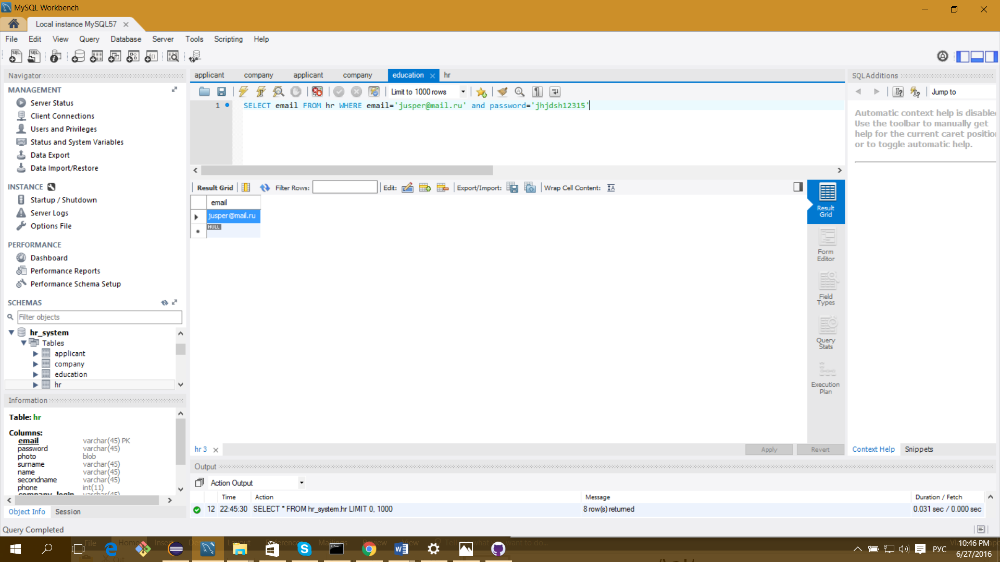 MySQL Workbench
Local instance MySQL57
File Edit View Query Database Server Tools Scripting Help
Navigator
MANAGEMENT
Server Status
Client Connections
Users and Privileges
Status and System Variables
Data Export
Data Import/Restore
INSTANCE
Startup / Shutdown
Server Logs
Options File
PERFORMANCE
Dashboard
Performance Reports
Performance Schema Setup
SCHEMAS
Filter objects
hr_system
Tables
applicant
company
education
hr
Information
Table: hr
Columns:
email varchar(45) PK
password varchar(45)
photo blob
surname varchar(45)
name varchar(45)
secondname varchar(45)
phone int(11)
company_login varchar(45)
Object Info Session
Query Completed
applicant company applicant company education hr
Limit to 1000 rows
1 SELECT email FROM hr WHERE email='jusper@mail.ru' and password='jhjdsh12315'
Result Grid Filter Rows: Edit: Export/Import: Wrap Cell Content:
email
jusper@mail.ru
NULL
Result
Grid
Form
Editor
Field
Types
Query
Stats
Execution
Plan
hr 3
Apply Revert
SQLAdditions
Jump to
Automatic context help is disable
Use the toolbar to manually get
help for the current caret positio
or to toggle automatic help.
Context Help Snippets
Output
Action Output
Time Action Message Duration / Fetch
12 22:45:30 SELECT * FROM hr_system.hr LIMIT 0, 1000 8 row(s) returned 0.031 sec / 0.000 sec
РУС
10:46 PM
6/27/2016